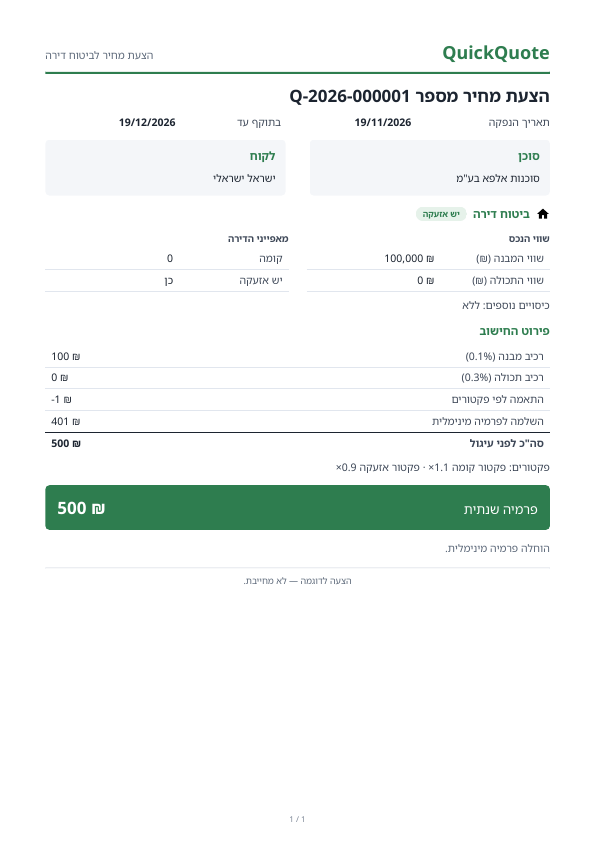 QuickQuote הצעת מחיר לביטוח דירה
הצעת מחיר מספר Q-2026-000001
תאריך הנפקה 19/11/2026 בתוקף עד 19/12/2026
סוכן
סוכנות אלפא בע"מ
לקוח
ישראל ישראלי
ביטוח דירה יש אזעקה
שווי הנכס
שווי המבנה (₪) 100,000 ₪
שווי התכולה (₪) 0 ₪
מאפייני הדירה
קומה 0
יש אזעקה כן
כיסויים נוספים: ללא
פירוט החישוב
רכיב מבנה (0.1%) 100 ₪
רכיב תכולה (0.3%) 0 ₪
התאמה לפי פקטורים -1 ₪
השלמה לפרמיה מינימלית 401 ₪
סה"כ לפני עיגול 500 ₪
פקטורים: פקטור קומה 1.1× · פקטור אזעקה 0.9×
פרמיה שנתית 500 ₪
הוחלה פרמיה מינימלית.
הצעה לדוגמה — לא מחייבת.
1 / 1